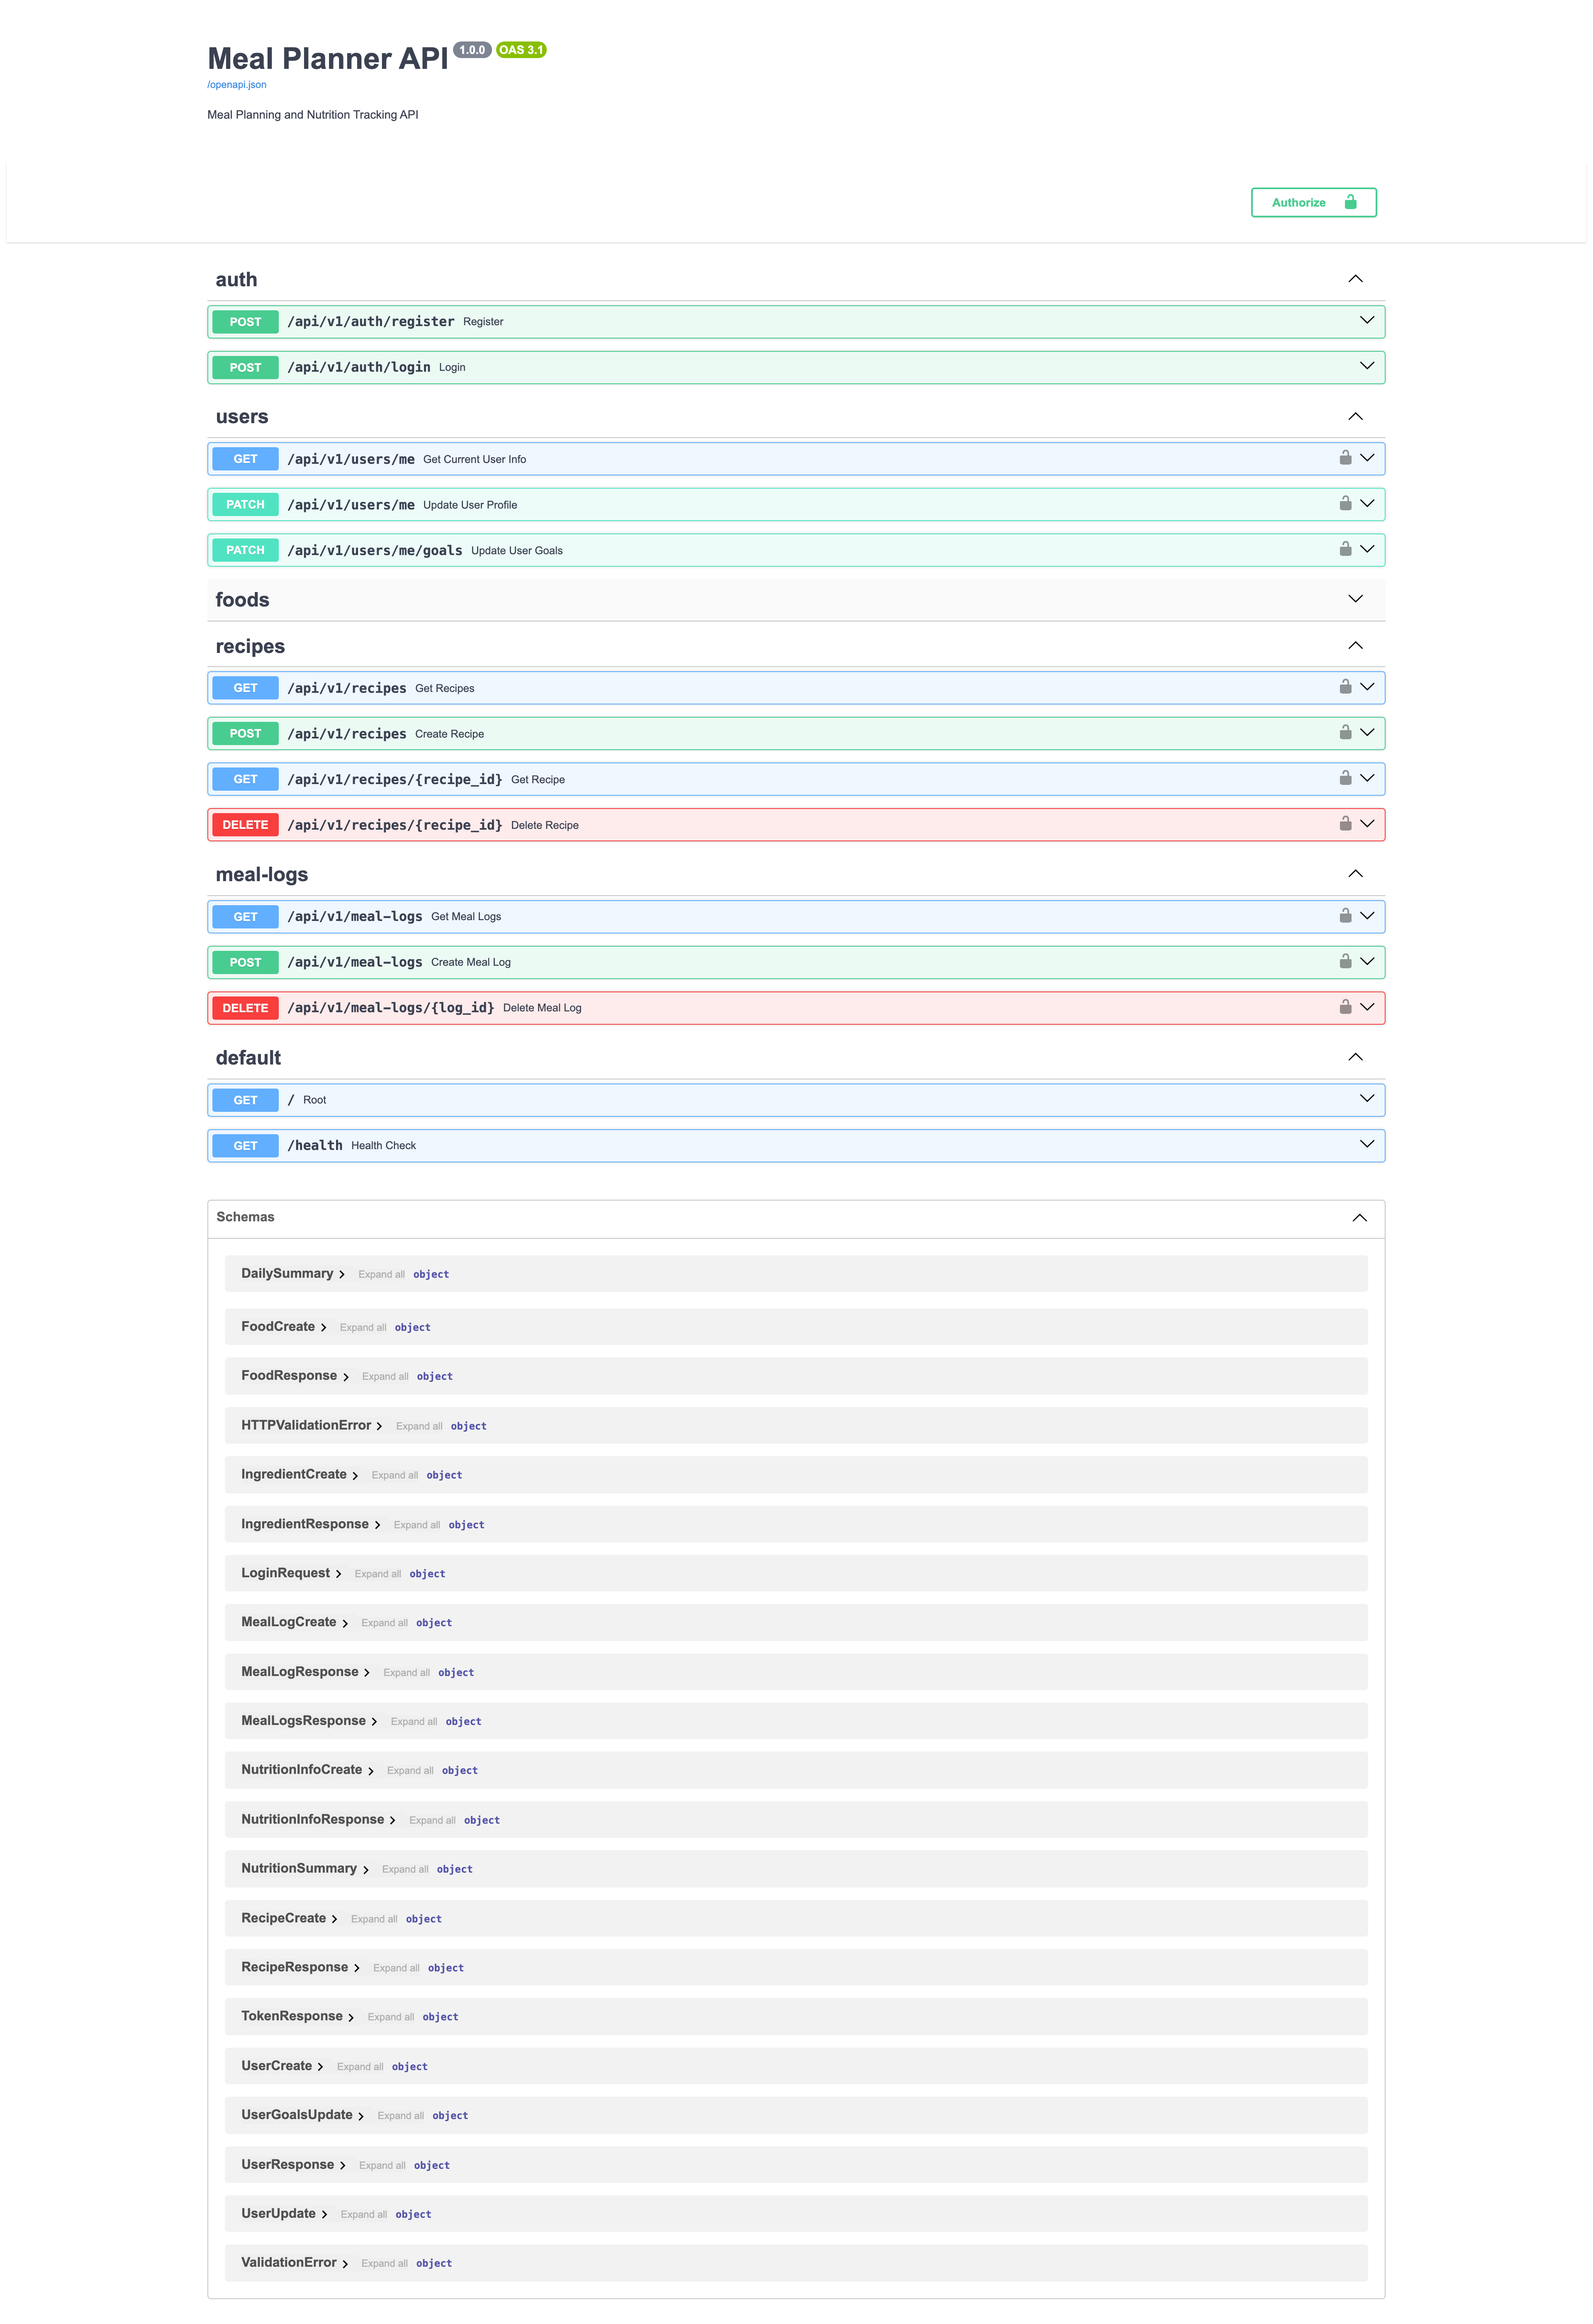 Meal Planner API 1.0.0 OAS 3.1
/openapi.json
Meal Planning and Nutrition Tracking API
Authorize
auth
POST /api/v1/auth/register Register
POST /api/v1/auth/login Login
users
GET /api/v1/users/me Get Current User Info
PATCH /api/v1/users/me Update User Profile
PATCH /api/v1/users/me/goals Update User Goals
foods
recipes
GET /api/v1/recipes Get Recipes
POST /api/v1/recipes Create Recipe
GET /api/v1/recipes/{recipe_id} Get Recipe
DELETE /api/v1/recipes/{recipe_id} Delete Recipe
meal-logs
GET /api/v1/meal-logs Get Meal Logs
POST /api/v1/meal-logs Create Meal Log
DELETE /api/v1/meal-logs/{log_id} Delete Meal Log
default
GET / Root
GET /health Health Check
Schemas
DailySummary Expand all object
FoodCreate Expand all object
FoodResponse Expand all object
HTTPValidationError Expand all object
IngredientCreate Expand all object
IngredientResponse Expand all object
LoginRequest Expand all object
MealLogCreate Expand all object
MealLogResponse Expand all object
MealLogsResponse Expand all object
NutritionInfoCreate Expand all object
NutritionInfoResponse Expand all object
NutritionSummary Expand all object
RecipeCreate Expand all object
RecipeResponse Expand all object
TokenResponse Expand all object
UserCreate Expand all object
UserGoalsUpdate Expand all object
UserResponse Expand all object
UserUpdate Expand all object
ValidationError Expand all object